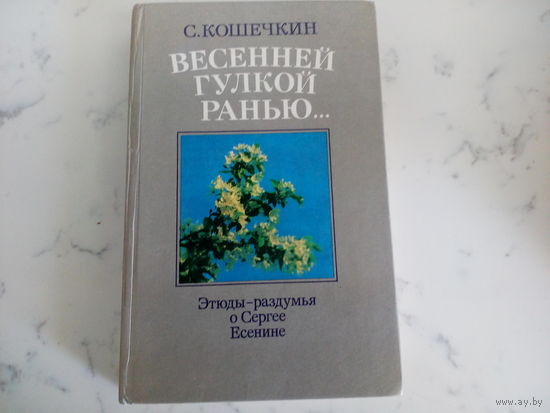 С.КОШЕЧКИН
ВЕСЕННЕЙ
ГУЛКОЙ
РАНЬЮ...
Этюды-раздумья
о Сергее
Есенине
www.ay.by